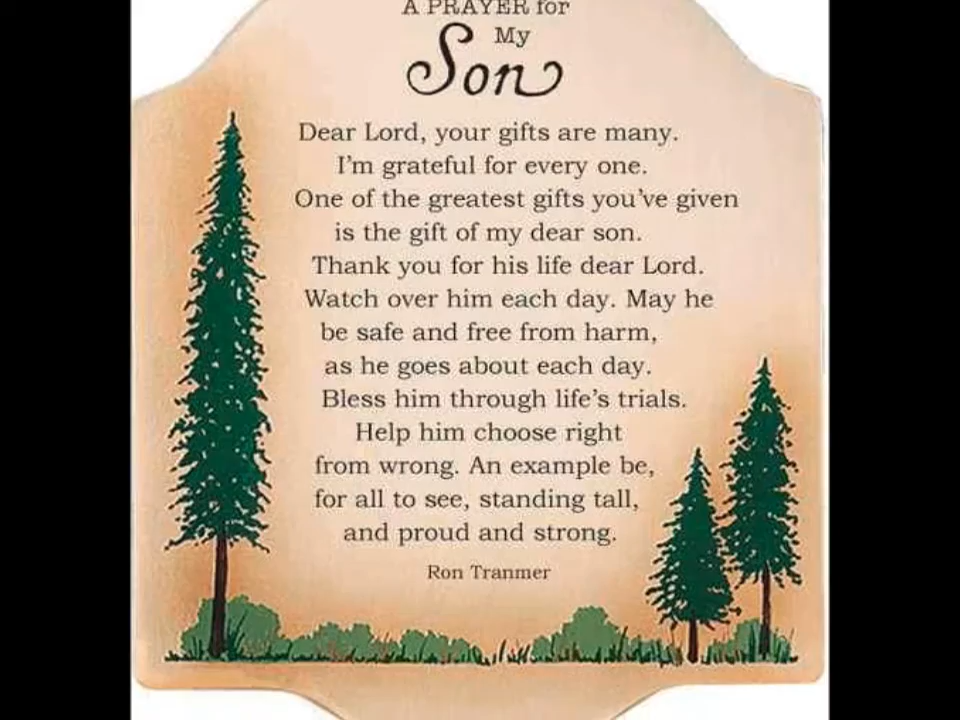 A PRAYER for
My
Son
Dear Lord, your gifts are many.
I'm grateful for every one.
One of the greatest gifts you've given
is the gift of my dear son.
Thank you for his life dear Lord.
Watch over him each day. May he
be safe and free from harm,
as he goes about each day.
Bless him through life's trials.
Help him choose right
from wrong. An example be,
for all to see, standing tall,
and proud and strong.
Ron Tranmer